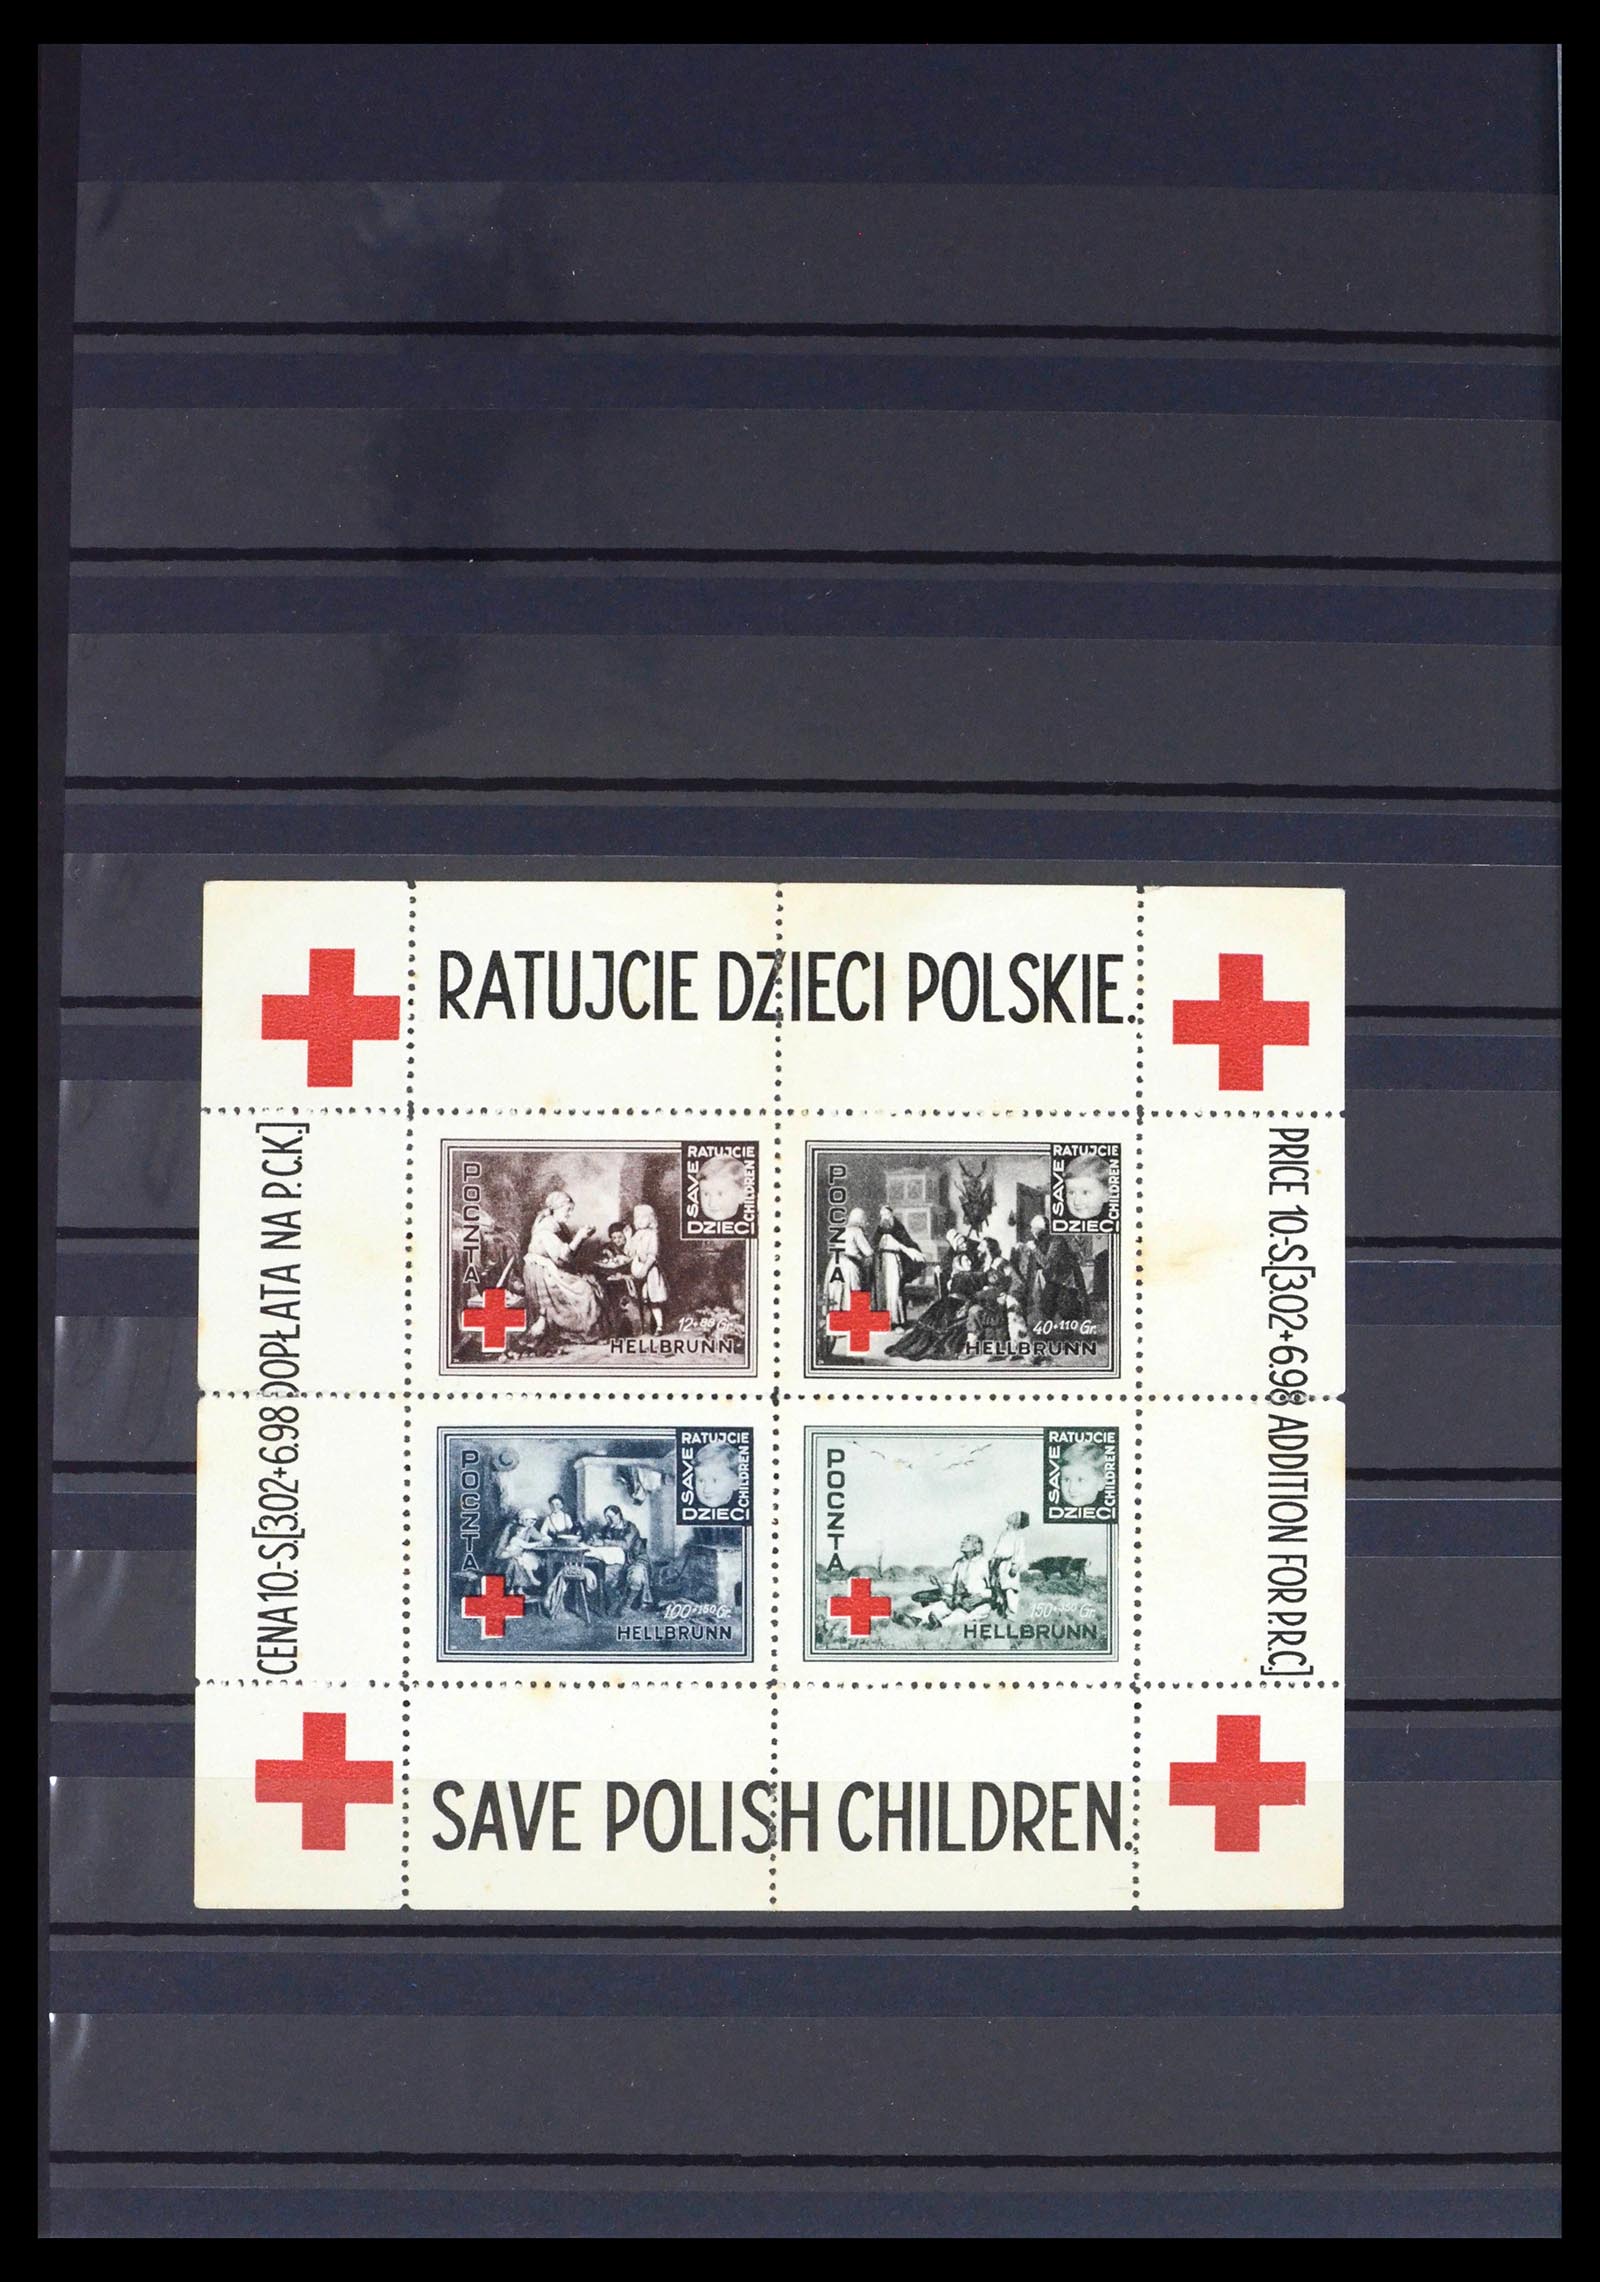 RATUJCIE DZIECI POLSKIE.
CENA 10.-S.[3.02+6.98 DOPŁATA NA P.C.K.]
PRICE 10.-S.[3.02+6.98 ADDITION FOR P.R.C.]
POCZTA
RATUJCIE
SAVE
CHILDREN
DZIECI
12+88 Gr.
HELLBRUNN
POCZTA
RATUJCIE
SAVE
CHILDREN
DZIECI
40+110 Gr.
HELLBRUNN
POCZTA
RATUJCIE
SAVE
CHILDREN
DZIECI
100+150 Gr.
HELLBRUNN
POCZTA
RATUJCIE
SAVE
CHILDREN
DZIECI
150+350 Gr.
HELLBRUNN
SAVE POLISH CHILDREN.